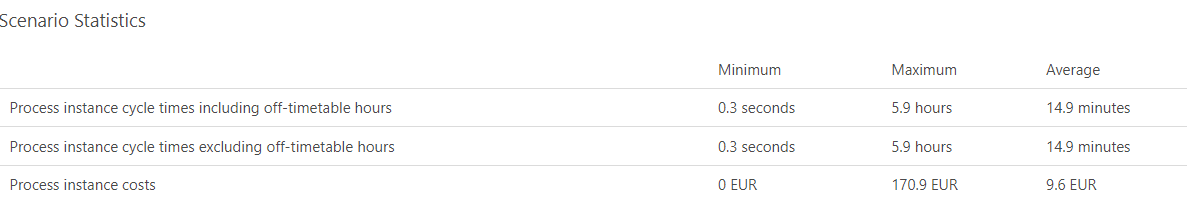 Scenario Statistics
Minimum Maximum Average
Process instance cycle times including off-timetable hours 0.3 seconds 5.9 hours 14.9 minutes
Process instance cycle times excluding off-timetable hours 0.3 seconds 5.9 hours 14.9 minutes
Process instance costs 0 EUR 170.9 EUR 9.6 EUR